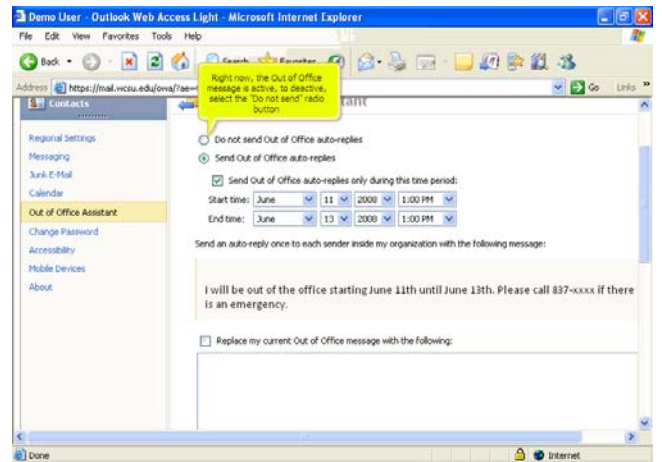 Demo User - Outlook Web Access Light - Microsoft Internet Explorer
File Edit View Favorites Tools Help
Back Search Favorites
Address https://mail.wcsu.edu/owa/?ae= Go Links »
Right now, the Out of Office
message is active, to deactive,
select the "Do not send" radio
button
Contacts
Regional Settings
Messaging
Junk E-Mail
Calendar
Out of Office Assistant
Change Password
Accessibility
Mobile Devices
About
Do not send Out of Office auto-replies
Send Out of Office auto-replies
Send Out of Office auto-replies only during this time period:
Start time: June 11 2008 1:00 PM
End time: June 13 2008 1:00 PM
Send an auto-reply once to each sender inside my organization with the following message:
I will be out of the office starting June 11th until June 13th. Please call 837-xxxx if there
is an emergency.
Replace my current Out of Office message with the following:
Done Internet